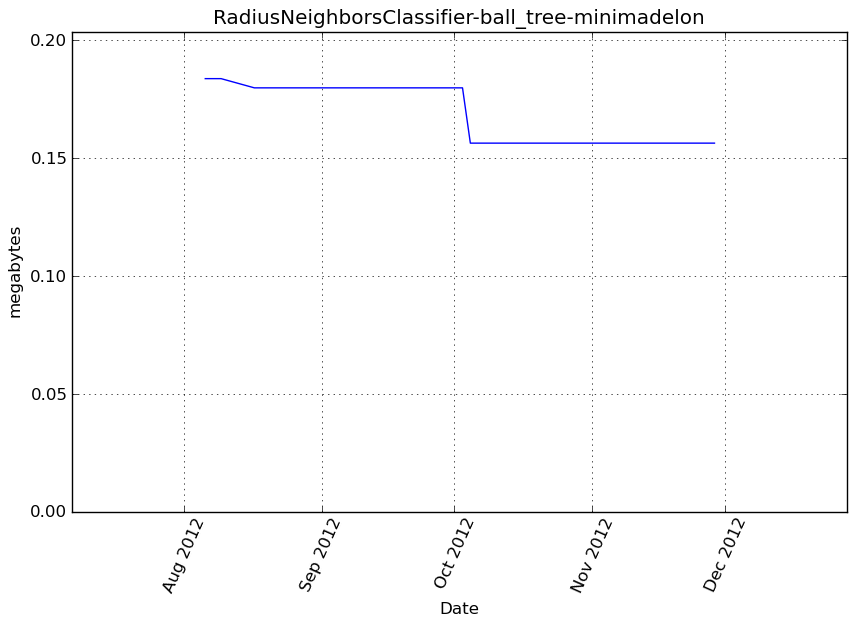 RadiusNeighborsClassifier-ball_tree-minimadelon
0.20
0.15
0.10
0.05
0.00
megabytes
Aug 2012
Sep 2012
Oct 2012
Nov 2012
Dec 2012
Date